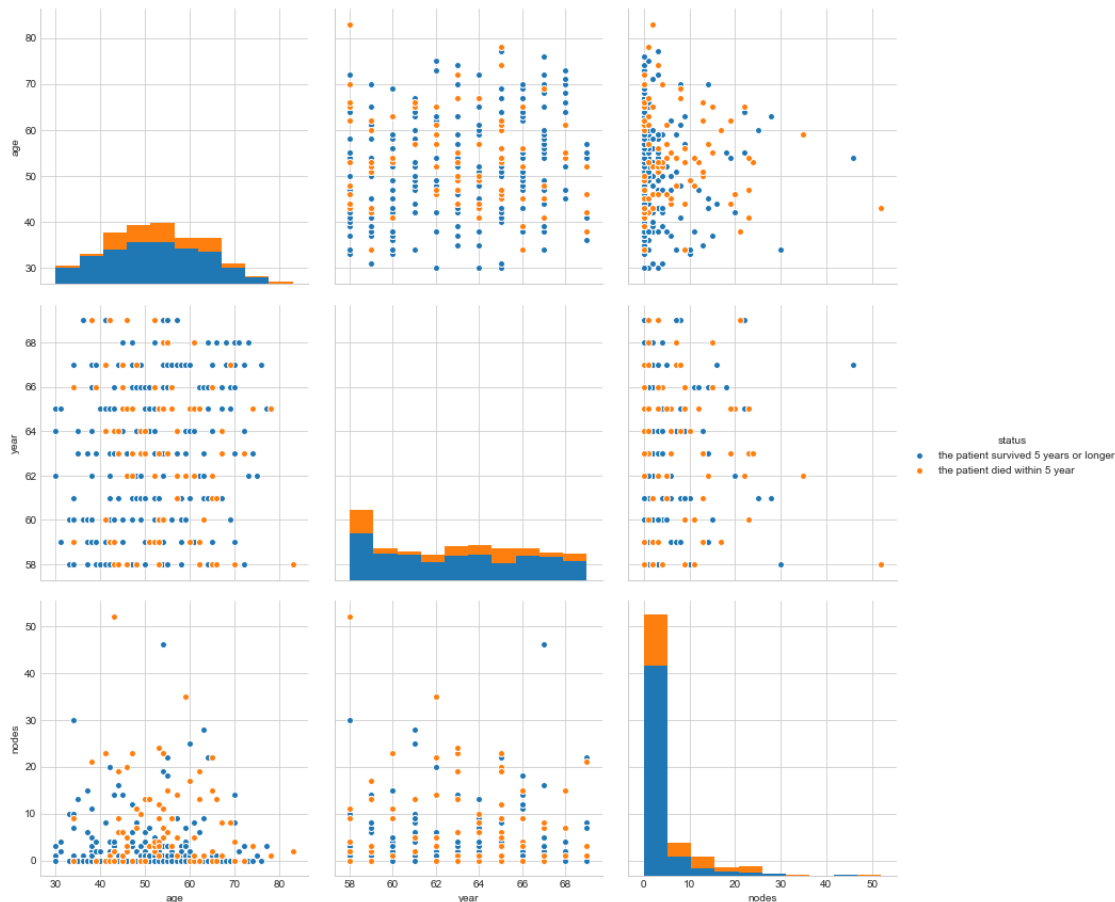 80
70
60
50
40
30
age
68
66
64
62
60
58
year
status
the patient survived 5 years or longer
the patient died within 5 year
50
40
30
20
10
0
nodes
30 40 50 60 70 80
age
58 60 62 64 66 68
year
0 10 20 30 40 50
nodes